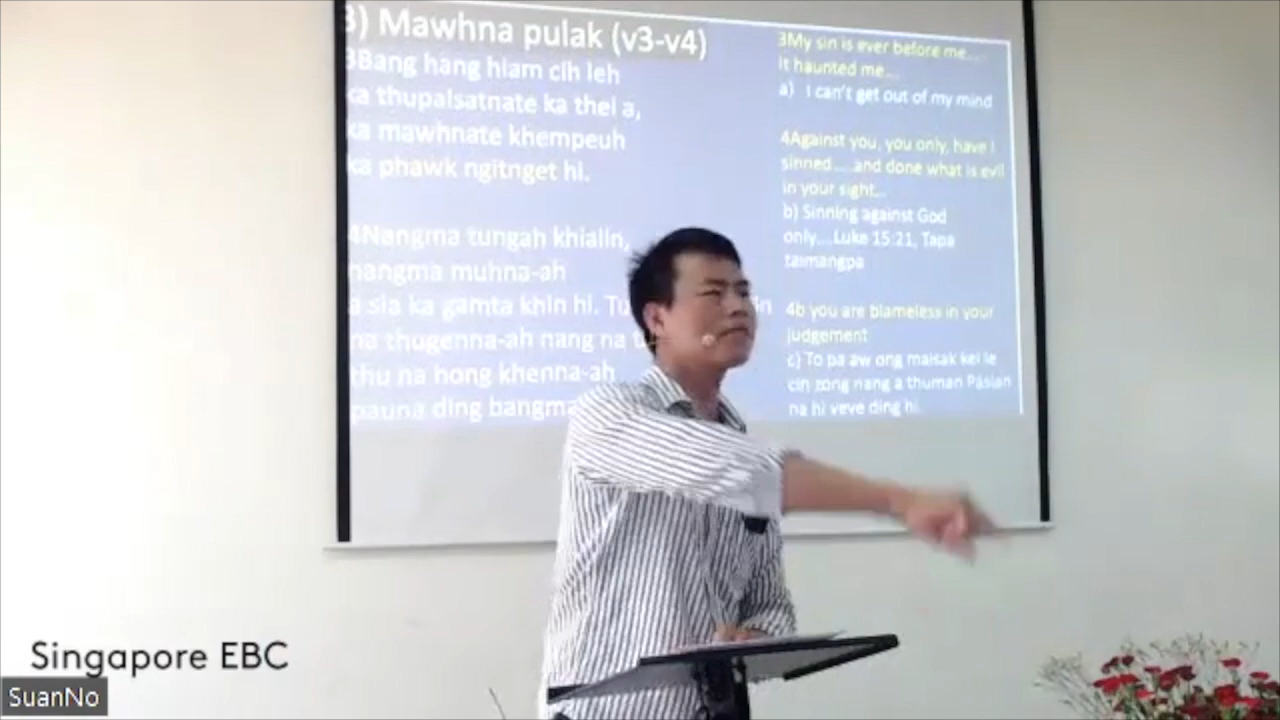 3) Mawhna pulak (v3-v4)
3Bang hang hiam cih leh
ka thupalsatnate ka thei a,
ka mawhnate khempeuh
ka phawk ngitnget hi.
4Nangma tungah khialin,
nangma muhna-ah
a sia ka gamta khin hi. Tu
na thugenna-ah nang na
thu na hong khenna-ah
pauna ding bangma
3My sin is ever before me....
it haunted me...
a) I can't get out of my mind
4Against you, you only, have I
sinned.....and done what is evil
in your sight...
b) Sinning against God
only....Luke 15:21, Tapa
taimangpa
4b you are blameless in your
judgement
c) To pa aw ong maisak kei le
cin zong nang a thuman Pasian
na hi veve ding hi.
Singapore EBC
SuanNo